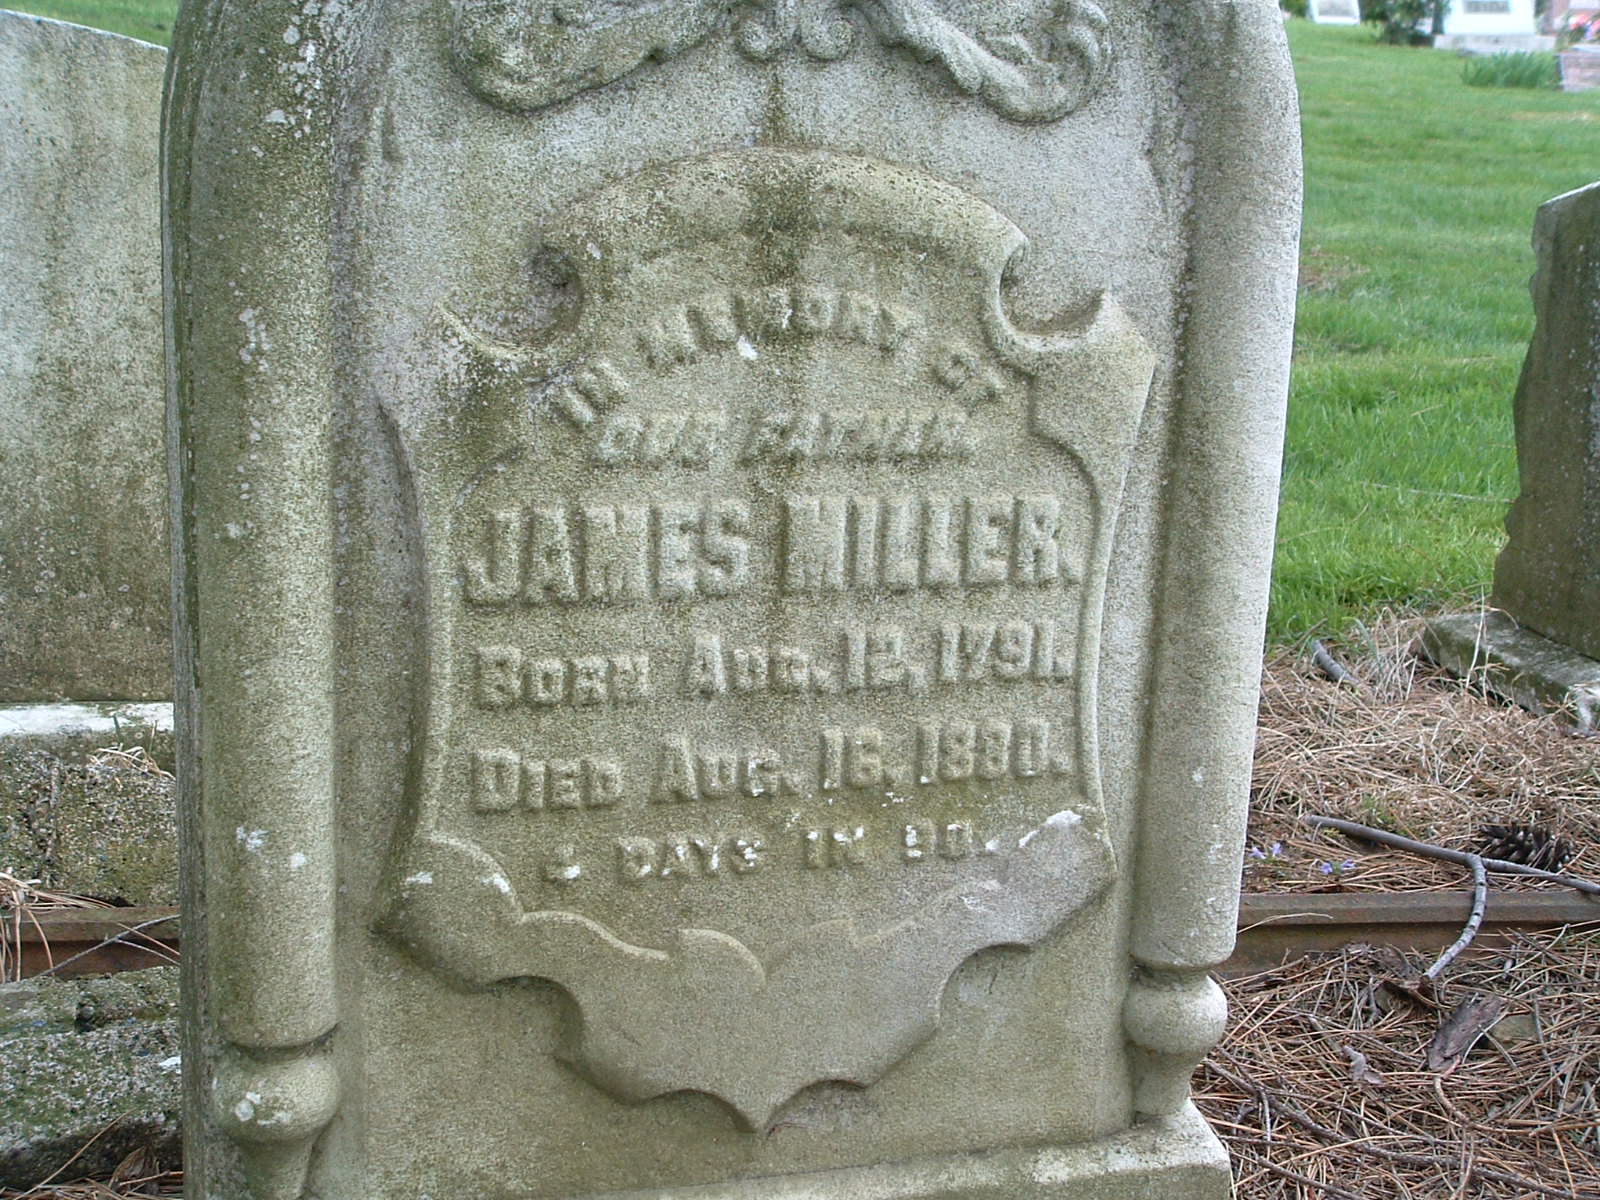 IN MEMORY OF
OUR FATHER
JAMES MILLER.
BORN AUG. 12, 1791.
DIED AUG. 16, 1880.
DAYS IN 90.